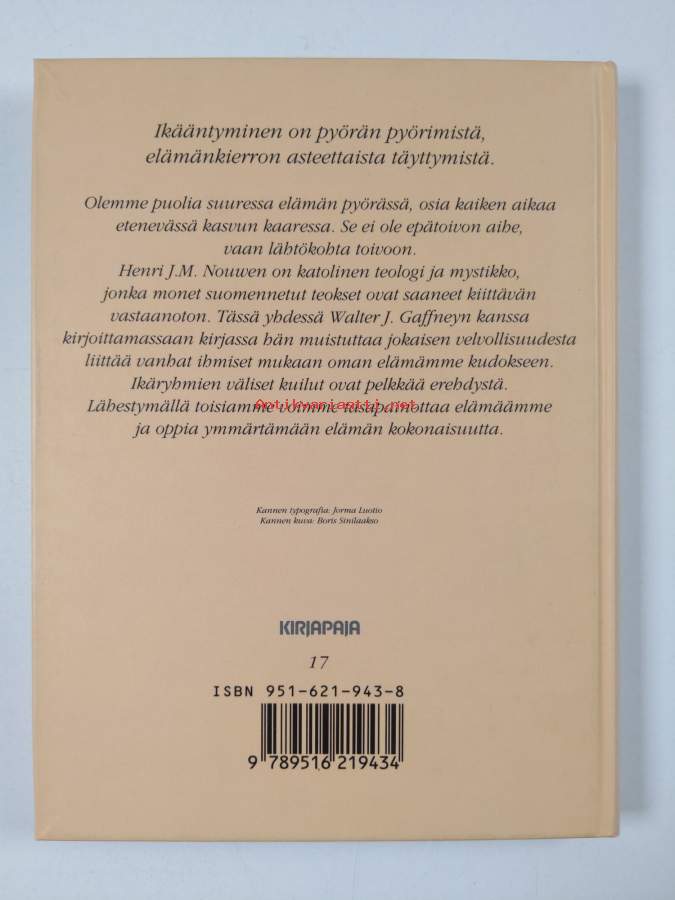 Ikääntyminen on pyörän pyörimistä,
elämänkierron asteettaista täyttymistä.
Olemme puolia suuressa elämän pyörässä, osia kaiken aikaa
etenevässä kasvun kaaressa. Se ei ole epätoivon aihe,
vaan lähtökohta toivoon.
Henri J.M. Nouwen on katolinen teologi ja mystikko,
jonka monet suomennetut teokset ovat saaneet kiittävän
vastaanoton. Tässä yhdessä Walter J. Gaffneyn kanssa
kirjoittamassaan kirjassa hän muistuttaa jokaisen velvollisuudesta
liittää vanhat ihmiset mukaan oman elämämme kudokseen.
Ikäryhmien väliset kuilut ovat pelkkää erehdystä.
Lähestymällä toisiamme voimme tasapainottaa elämäämme
Antikvariaatti.net
ja oppia ymmärtämään elämän kokonaisuutta.
Kannen typografia: Jorma Luotio
Kannen kuva: Boris Sinilaakso
KIRJAPAJA
17
ISBN 951-621-943-8
9 789516 219434